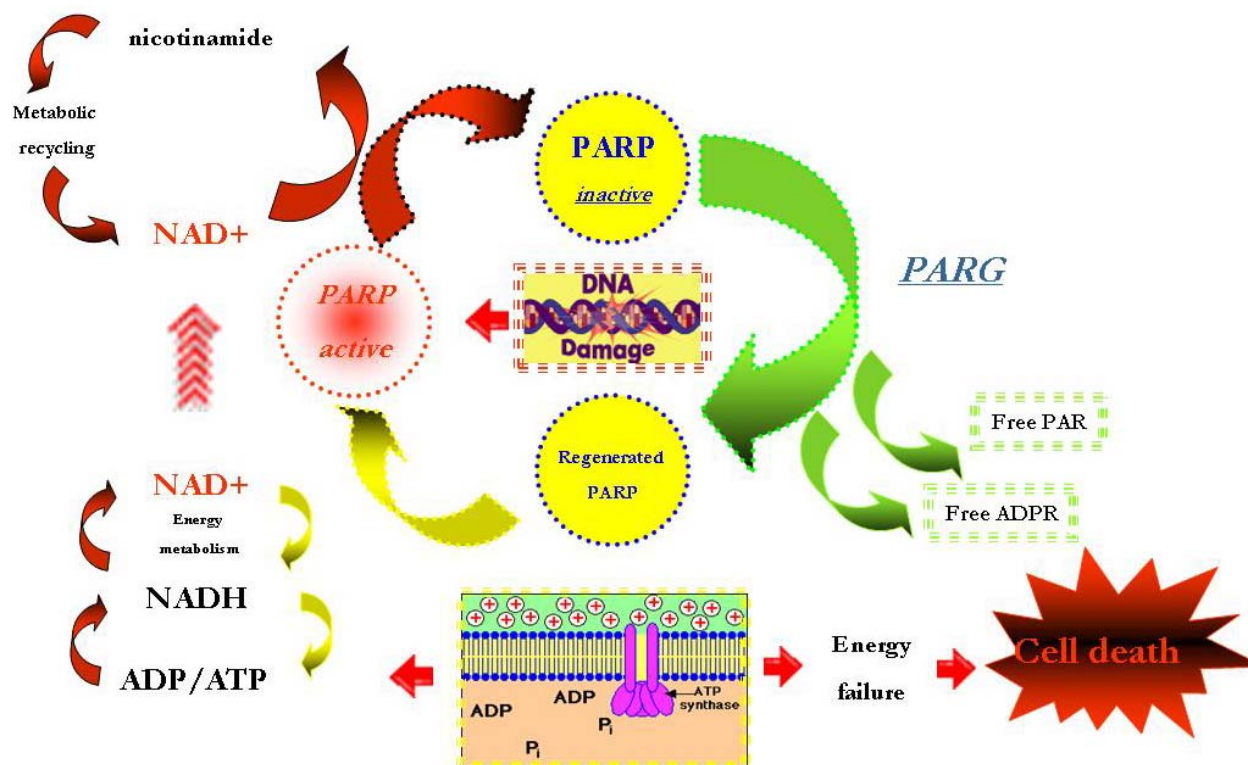 nicotinamide
Metabolic
recycling
NAD+
PARP
inactive
PARP
active
DNA
Damage
PARG
Free PAR
Free ADPR
Regenerated
PARP
NAD+
Energy
metabolism
NADH
ADP/ATP
+ + + + + + + + + + + + + + +
ADP
ADP
Pi
Pi
ATP
synthase
Energy
failure
Cell death